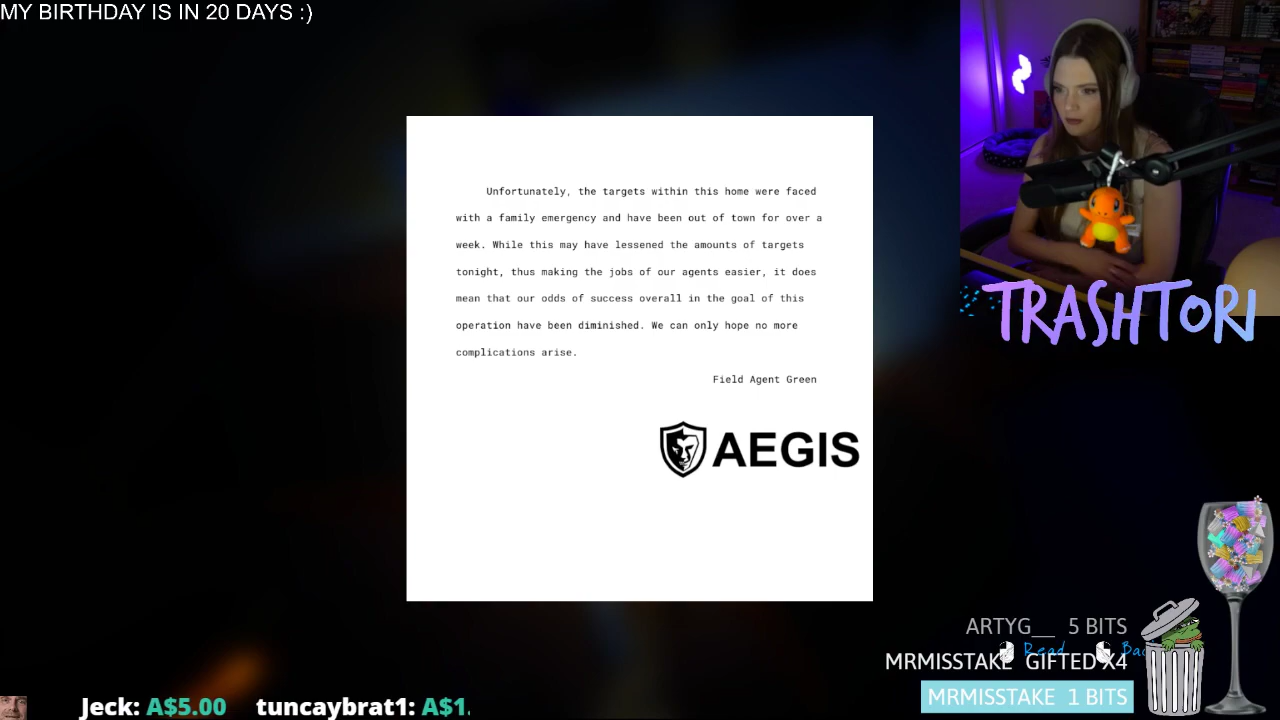 MY BIRTHDAY IS IN 20 DAYS :)
Unfortunately, the targets within this home were faced
with a family emergency and have been out of town for over a
week. While this may have lessened the amounts of targets
tonight, thus making the jobs of our agents easier, it does
mean that our odds of success overall in the goal of this
operation have been diminished. We can only hope no more
complications arise.
Field Agent Green
AEGIS
TRASHTORI
ARTYG__ 5 BITS
Read
MRMISSTAKE GIFTED X4
MRMISSTAKE 1 BITS
Jeck: A$5.00 tuncaybrat1: A$1.